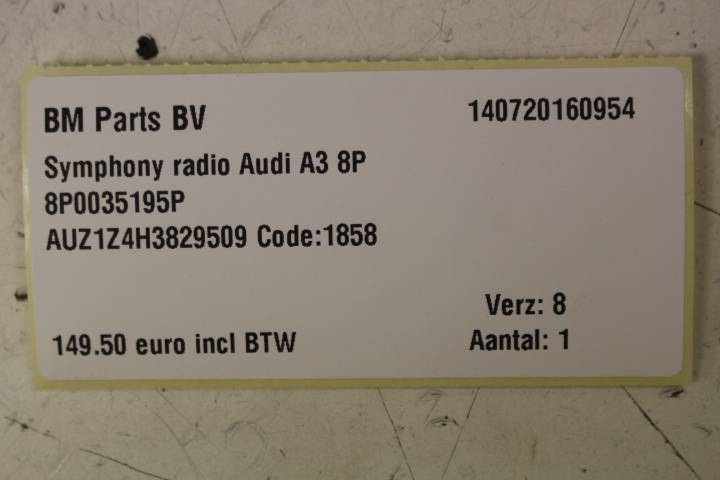 BM Parts BV 140720160954
Symphony radio Audi A3 8P
8P0035195P
AUZ1Z4H3829509 Code:1858
Verz: 8
149.50 euro incl BTW Aantal: 1